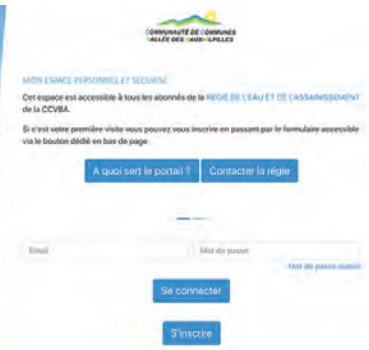 COMMUNAUTÉ DE COMMUNES
VALLÉE DES BAUX-ALPILLES
MON ESPACE PERSONNEL ET SECURISE
Cet espace est accessible à tous les abonnés de la REGIE DE L'EAU ET DE L'ASSAINISSEMENT
de la CCVBA.
Si c'est votre première visite vous pouvez vous inscrire en passant par le formulaire accessible
via le bouton dédié en bas de page
A quoi sert le portail ? Contacter la régie
Email Mot de passe
Mot de passe oublié
Se connecter
S'inscrire